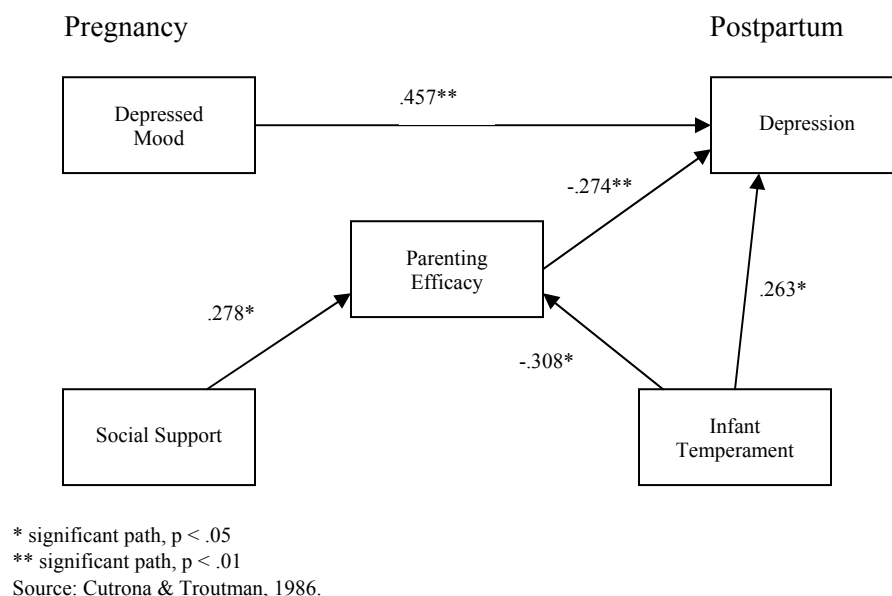 Pregnancy
Postpartum
Depressed
Mood
.457**
Depression
-.274**
Parenting
Efficacy
.278*
-.308*
.263*
Social Support
Infant
Temperament
* significant path, p < .05
** significant path, p < .01
Source: Cutrona & Troutman, 1986.